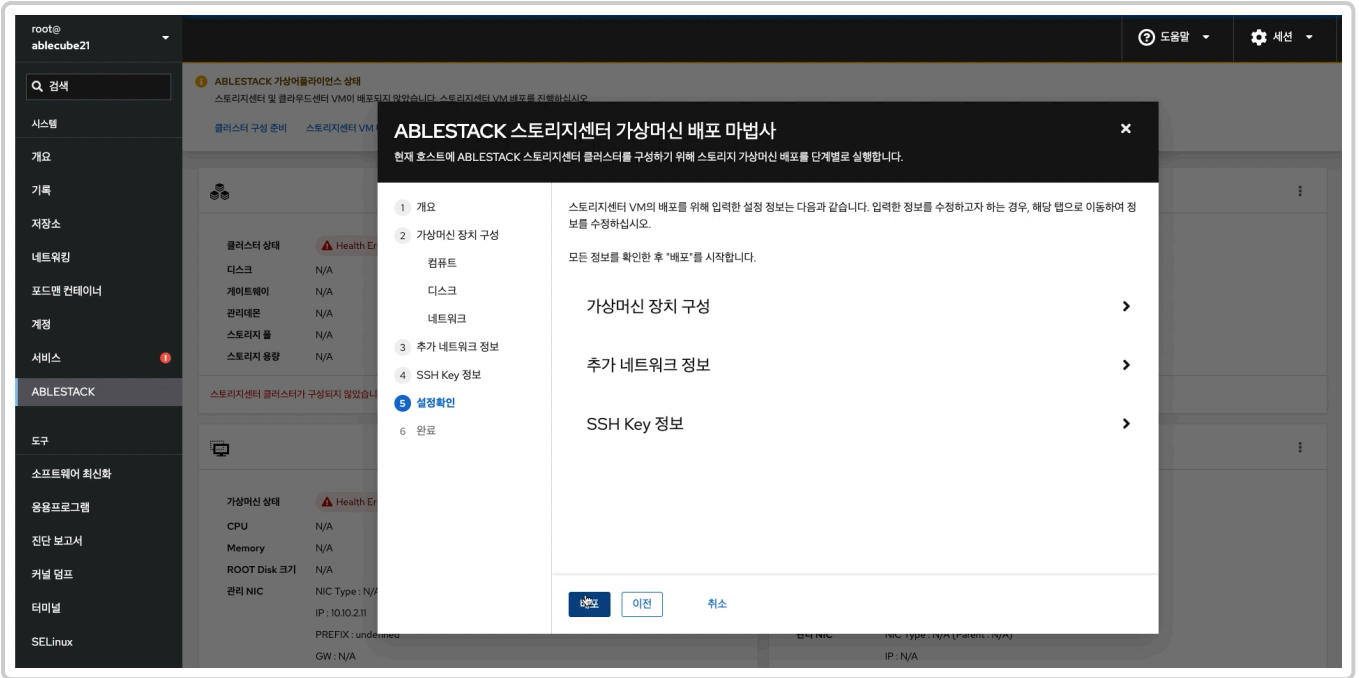 root@
ablecube21
도움말
세션
검색
시스템
개요
기록
저장소
네트워킹
포드맨 컨테이너
계정
서비스
ABLESTACK
도구
소프트웨어 최신화
응용프로그램
진단 보고서
커널 덤프
터미널
SELinux
ABLESTACK 가상어플라이언스 상태
스토리지센터 및 클라우드센터 VM이 배포되지 않았습니다. 스토리지센터 VM 배포를 진행하십시오.
클러스터 구성 준비
스토리지센터 VM
클러스터 상태
Health Er
디스크 N/A
게이트웨이 N/A
관리데몬 N/A
스토리지 풀 N/A
스토리지 용량 N/A
스토리지센터 클러스터가 구성되지 않았습니
가상머신 상태
Health Er
CPU N/A
Memory N/A
ROOT Disk 크기 N/A
관리 NIC NIC Type : N/A
IP : 10.10.2.11
PREFIX : undefined
GW : N/A
ABLESTACK 스토리지센터 가상머신 배포 마법사
현재 호스트에 ABLESTACK 스토리지센터 클러스터를 구성하기 위해 스토리지 가상머신 배포를 단계별로 실행합니다.
1 개요
2 가상머신 장치 구성
컴퓨트
디스크
네트워크
3 추가 네트워크 정보
4 SSH Key 정보
5 설정확인
6 완료
스토리지센터 VM의 배포를 위해 입력한 설정 정보는 다음과 같습니다. 입력한 정보를 수정하고자 하는 경우, 해당 탭으로 이동하여 정
보를 수정하십시오.
모든 정보를 확인한 후 "배포"를 시작합니다.
가상머신 장치 구성
추가 네트워크 정보
SSH Key 정보
배포
이전
취소
관리 NIC NIC Type : N/A (Parent : N/A)
IP : N/A